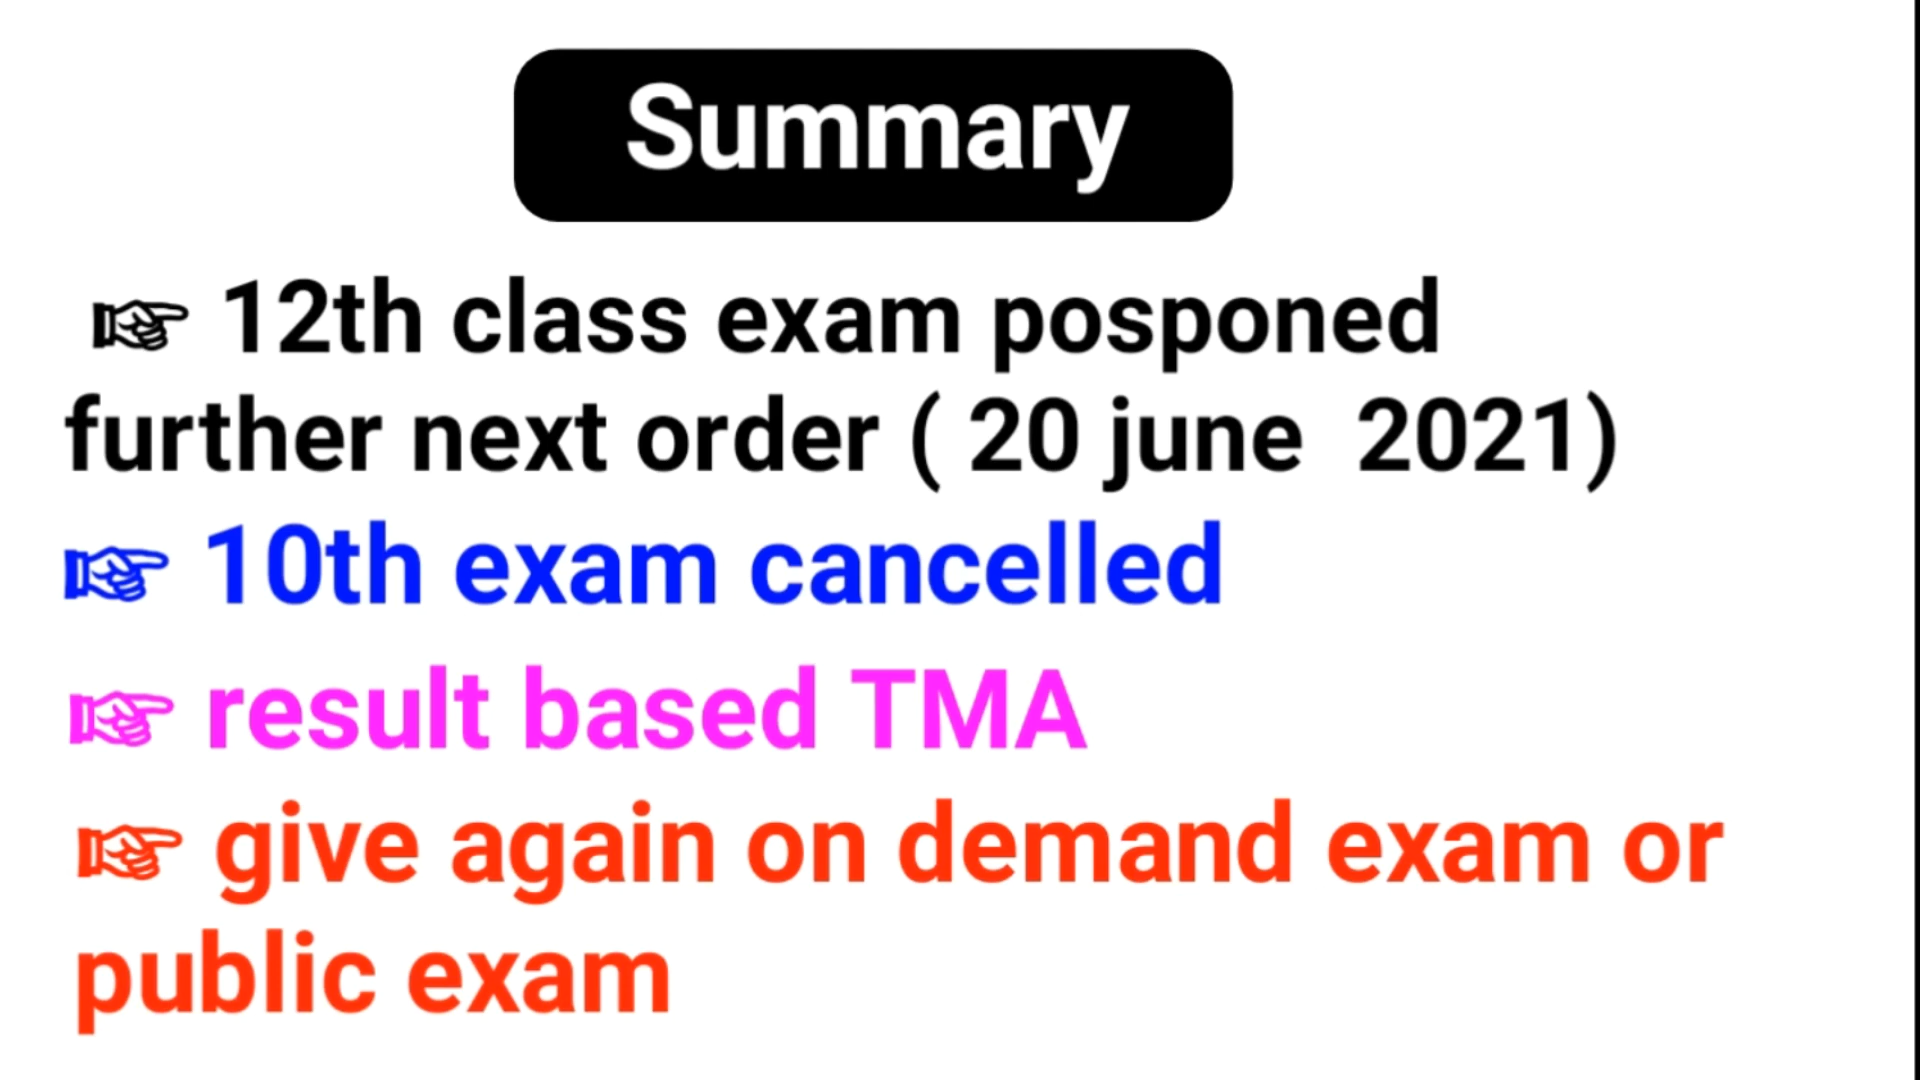 Summary
☞ 12th class exam posponed
further next order ( 20 june 2021)
☞ 10th exam cancelled
☞ result based TMA
☞ give again on demand exam or
public exam